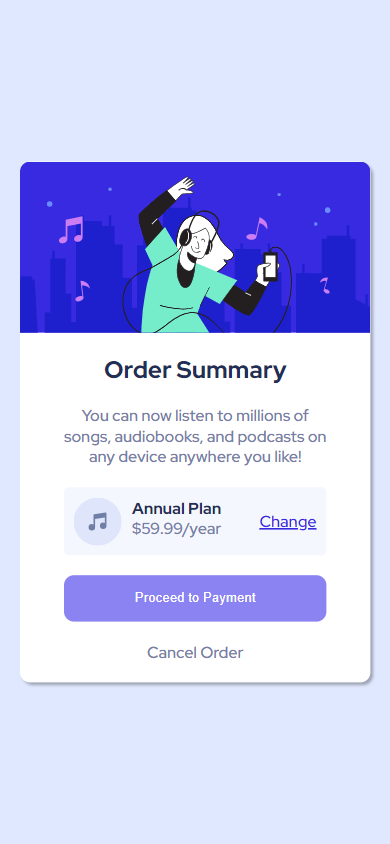 Order Summary
You can now listen to millions of
songs, audiobooks, and podcasts on
any device anywhere you like!
Annual Plan
$59.99/year
Change
Proceed to Payment
Cancel Order